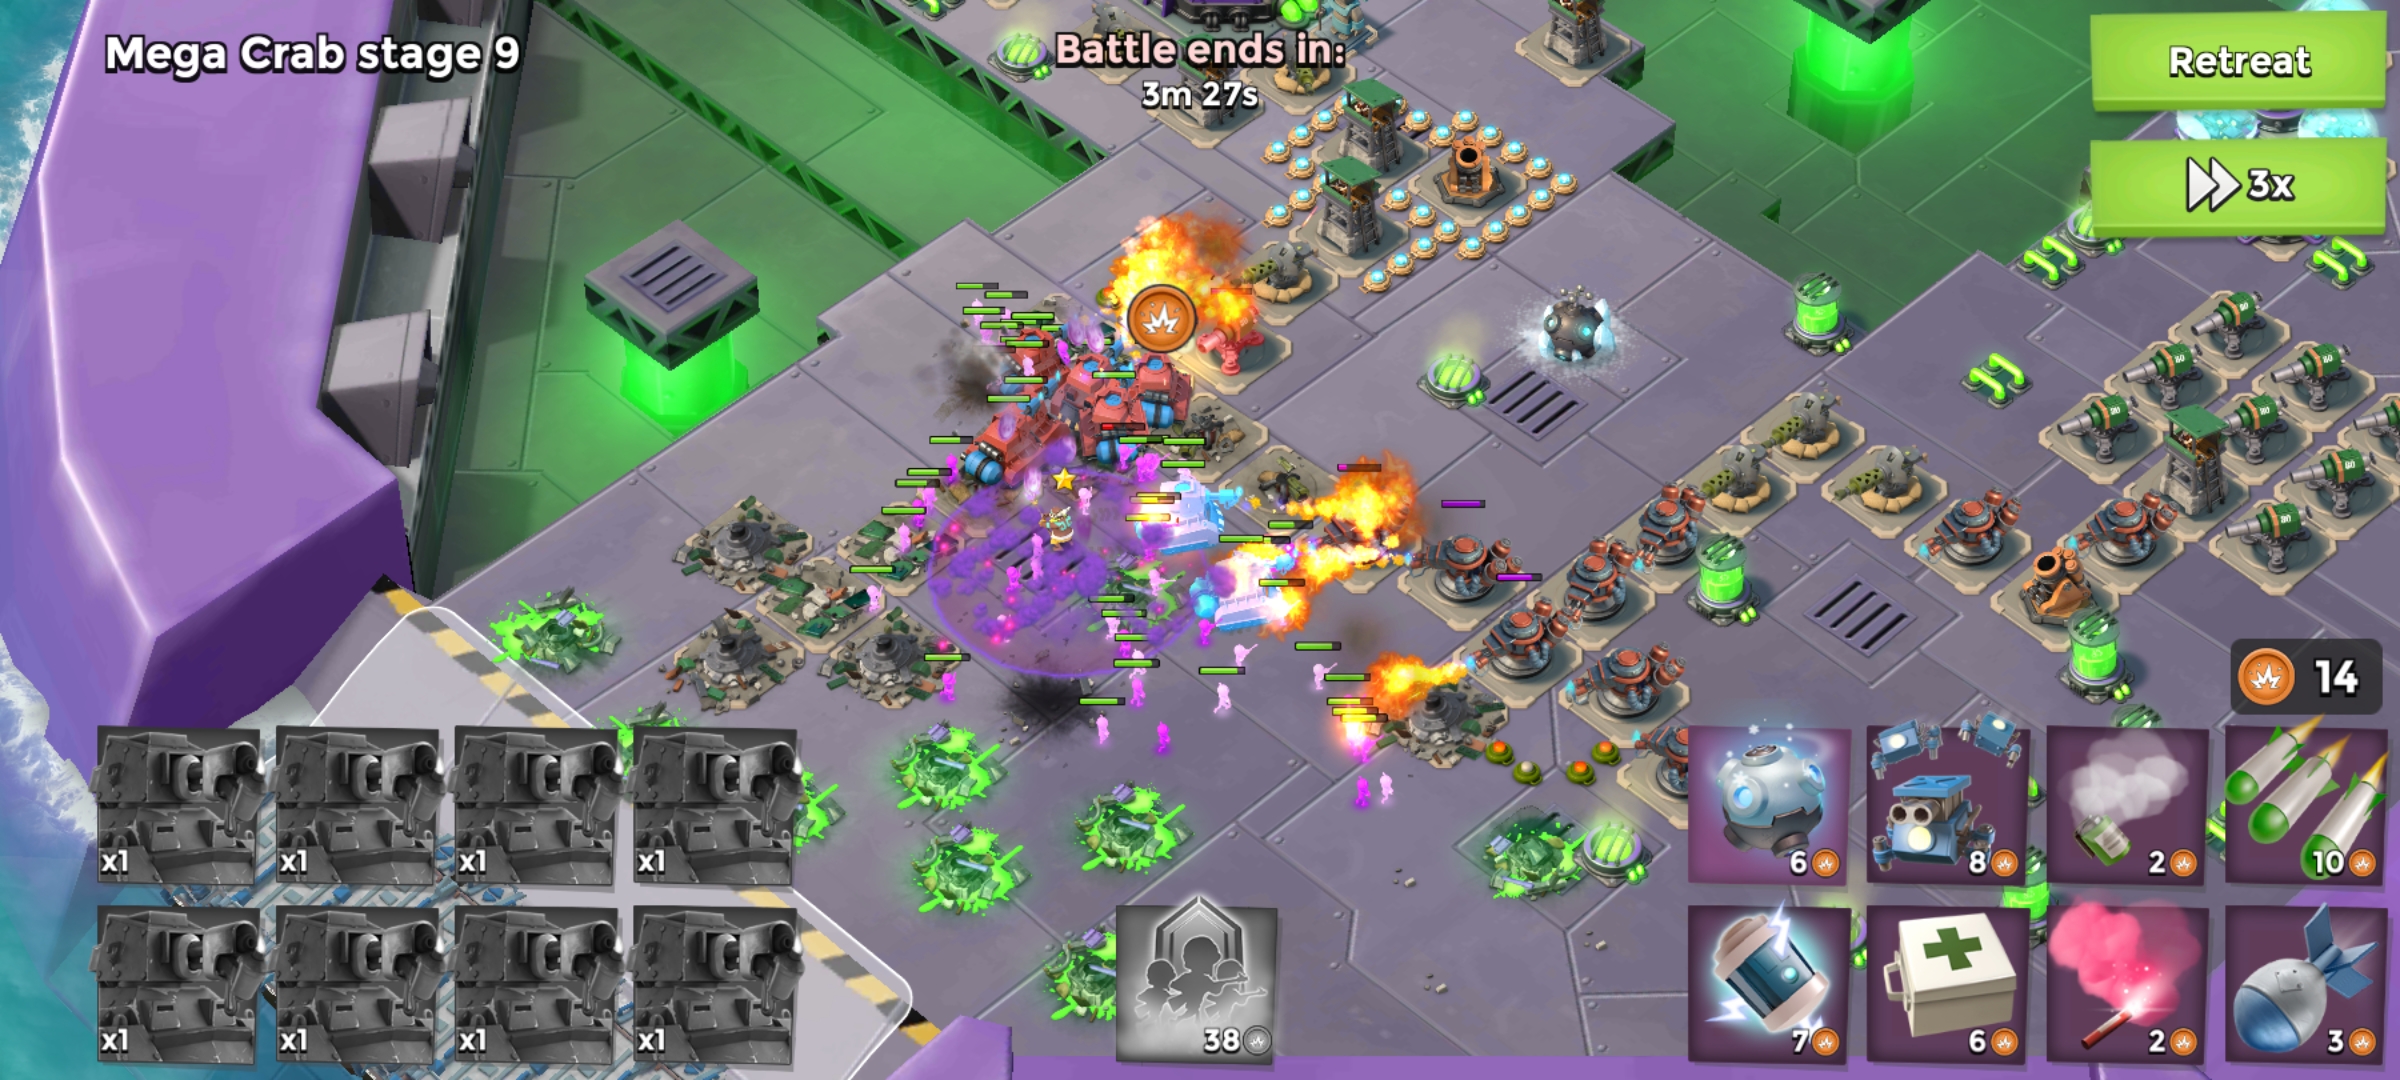 Mega Crab stage 9
Battle ends in:
3m 27s
Retreat
3x
14
x1
x1
x1
x1
6
8
2
10
x1
x1
x1
x1
38
7
6
2
3